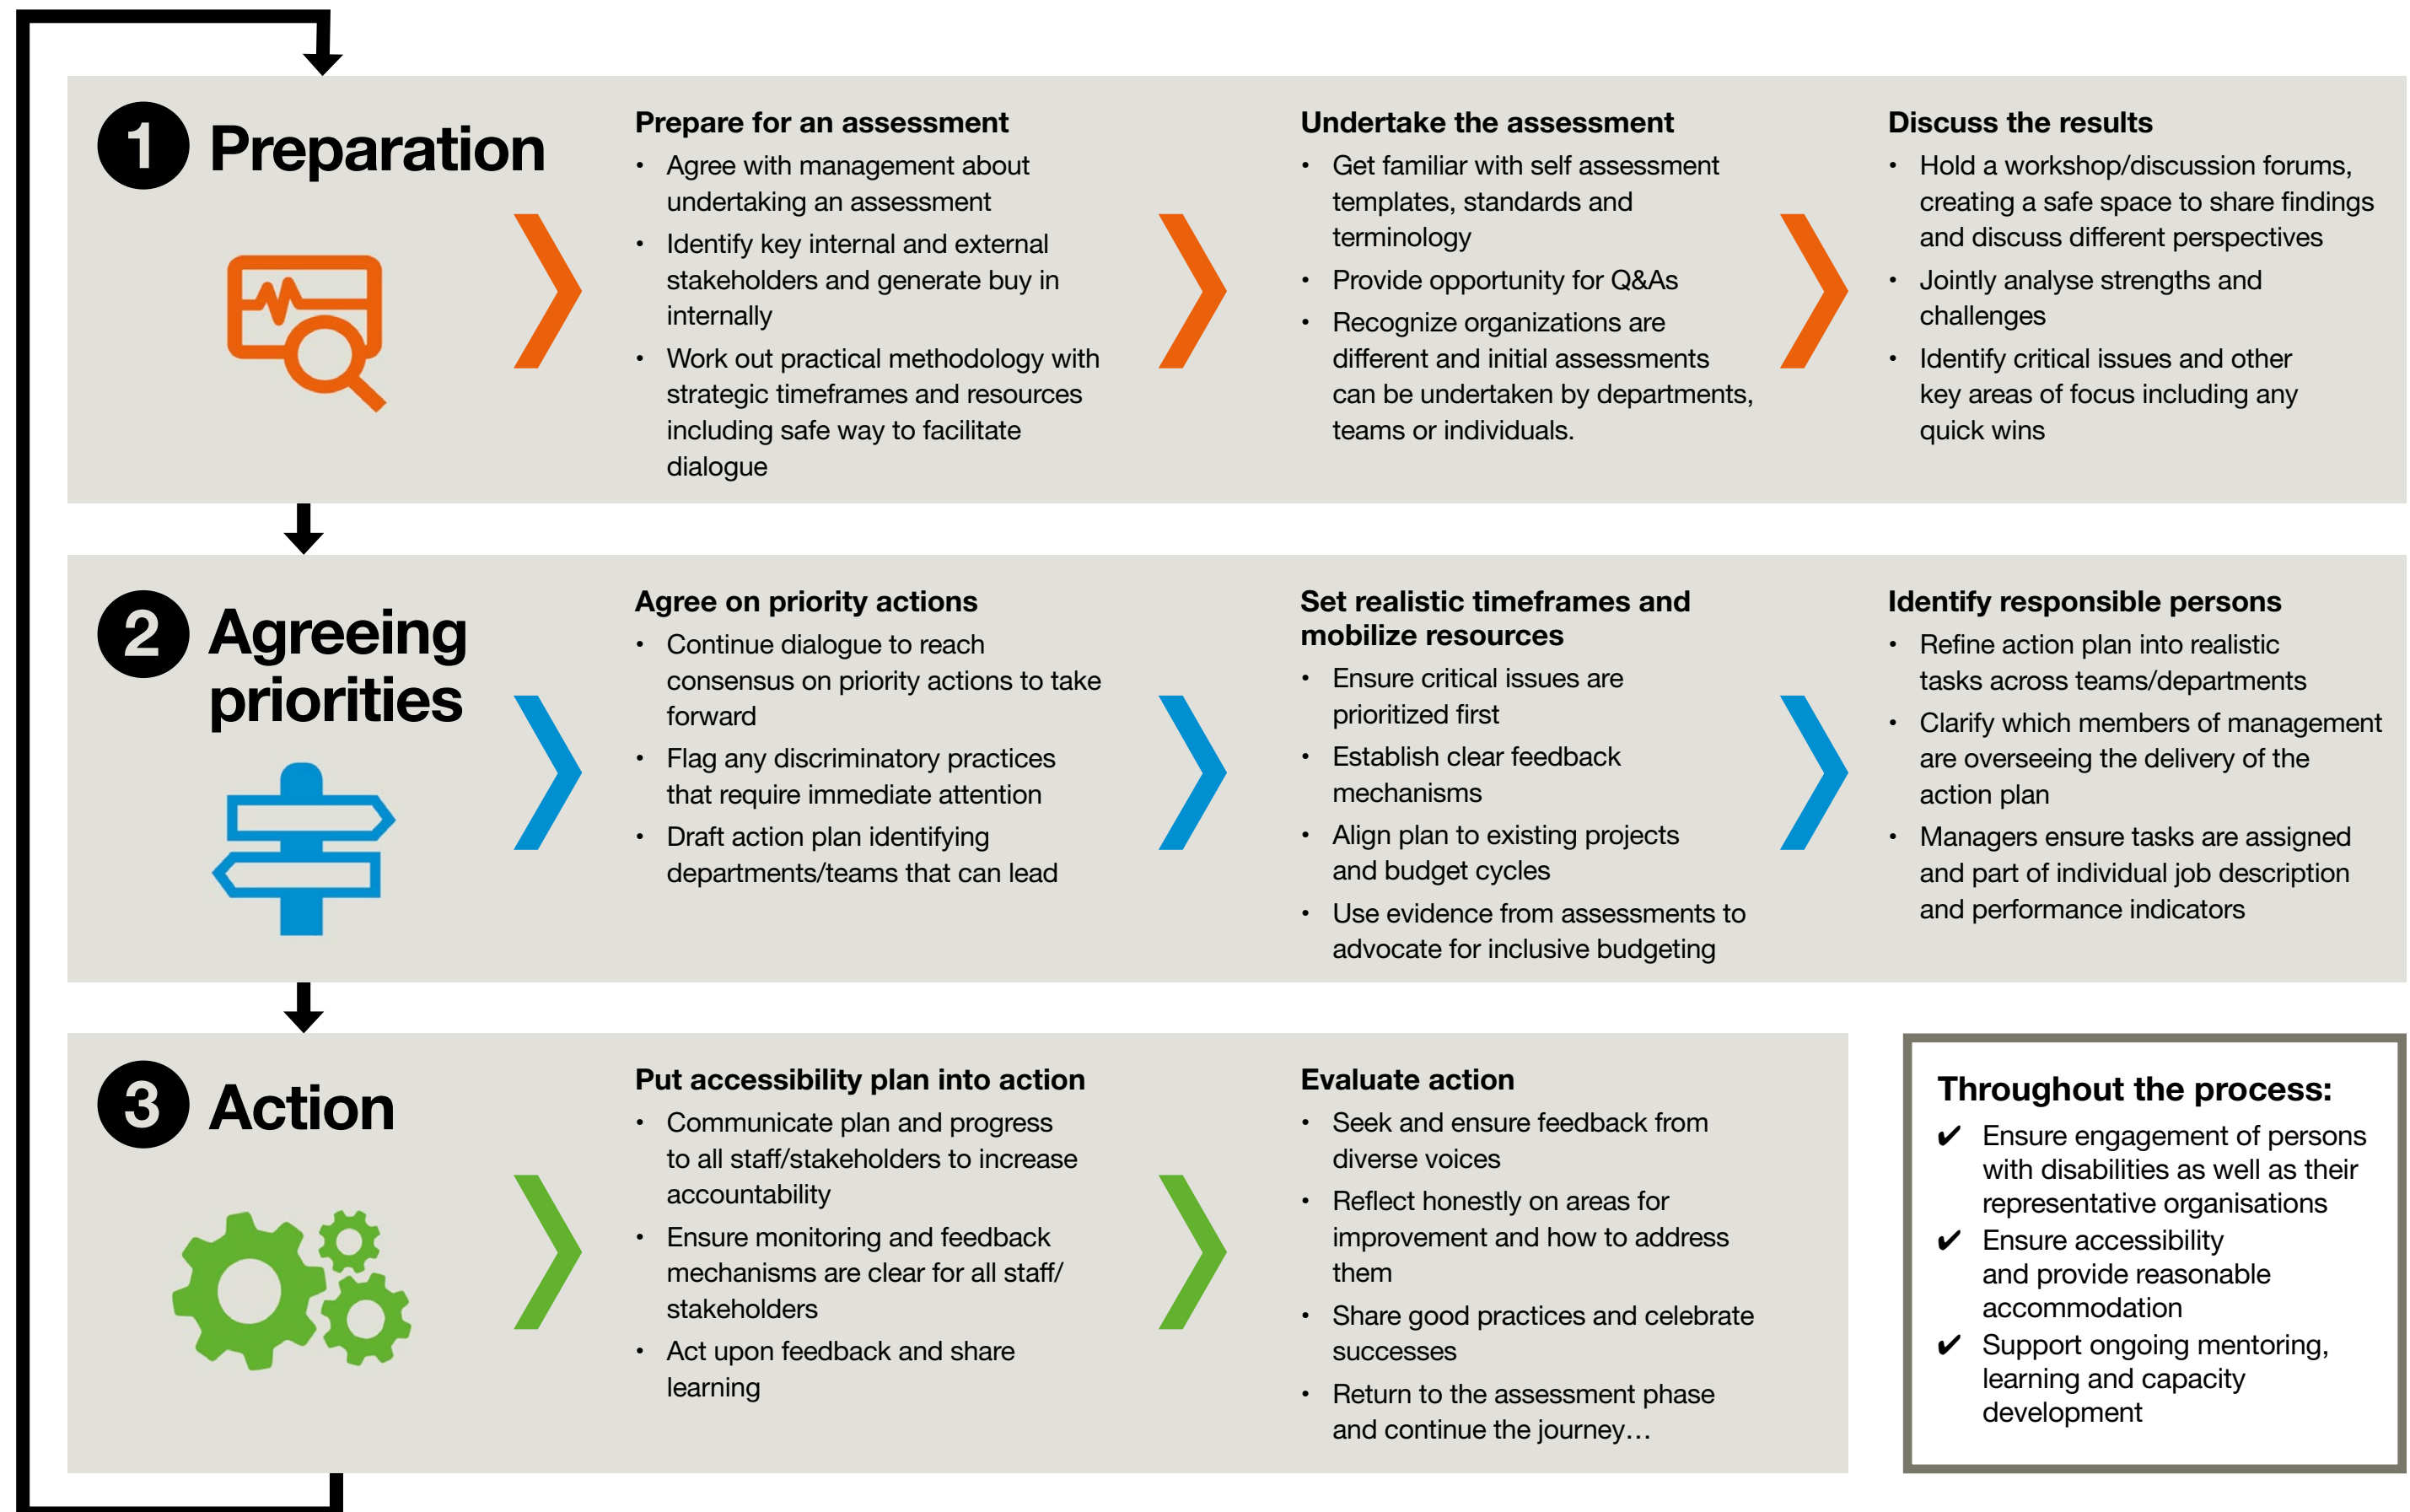 1 Preparation
Prepare for an assessment
• Agree with management about
undertaking an assessment
• Identify key internal and external
stakeholders and generate buy in
internally
• Work out practical methodology with
strategic timeframes and resources
including safe way to facilitate
dialogue
Undertake the assessment
• Get familiar with self assessment
templates, standards and
terminology
• Provide opportunity for Q&As
• Recognize organizations are
different and initial assessments
can be undertaken by departments,
teams or individuals.
Discuss the results
• Hold a workshop/discussion forums,
creating a safe space to share findings
and discuss different perspectives
• Jointly analyse strengths and
challenges
• Identify critical issues and other
key areas of focus including any
quick wins
2 Agreeing
priorities
Agree on priority actions
• Continue dialogue to reach
consensus on priority actions to take
forward
• Flag any discriminatory practices
that require immediate attention
• Draft action plan identifying
departments/teams that can lead
Set realistic timeframes and
mobilize resources
• Ensure critical issues are
prioritized first
• Establish clear feedback
mechanisms
• Align plan to existing projects
and budget cycles
• Use evidence from assessments to
advocate for inclusive budgeting
Identify responsible persons
• Refine action plan into realistic
tasks across teams/departments
• Clarify which members of management
are overseeing the delivery of the
action plan
• Managers ensure tasks are assigned
and part of individual job description
and performance indicators
3 Action
Put accessibility plan into action
• Communicate plan and progress
to all staff/stakeholders to increase
accountability
• Ensure monitoring and feedback
mechanisms are clear for all staff/
stakeholders
• Act upon feedback and share
learning
Evaluate action
• Seek and ensure feedback from
diverse voices
• Reflect honestly on areas for
improvement and how to address
them
• Share good practices and celebrate
successes
• Return to the assessment phase
and continue the journey…
Throughout the process:
✔ Ensure engagement of persons
with disabilities as well as their
representative organisations
✔ Ensure accessibility
and provide reasonable
accommodation
✔ Support ongoing mentoring,
learning and capacity
development